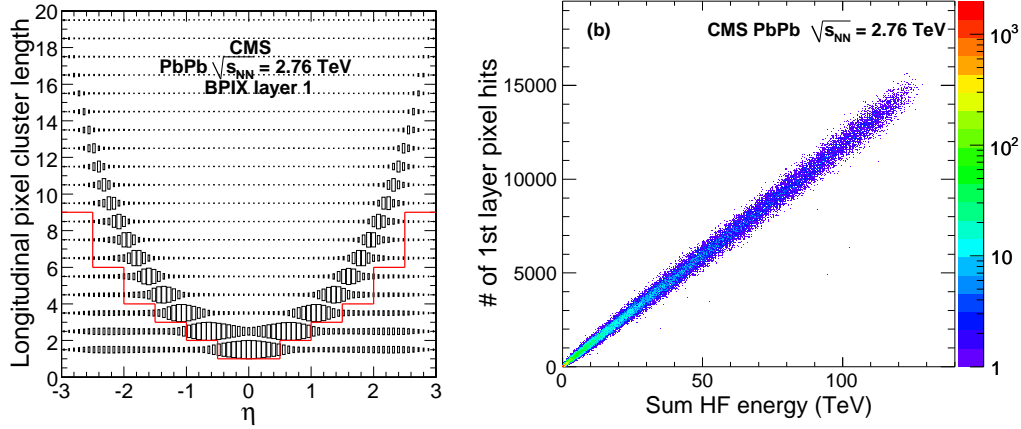 Longitudinal pixel cluster length
20
18
16
14
12
10
8
6
4
2
0
CMS
PbPb √sNN = 2.76 TeV
BPIX layer 1
-3 -2 -1 0 1 2 3
η
# of 1st layer pixel hits
15000
10000
5000
0
(b) CMS PbPb √sNN = 2.76 TeV
0 50 100
Sum HF energy (TeV)
10³
10²
10
1